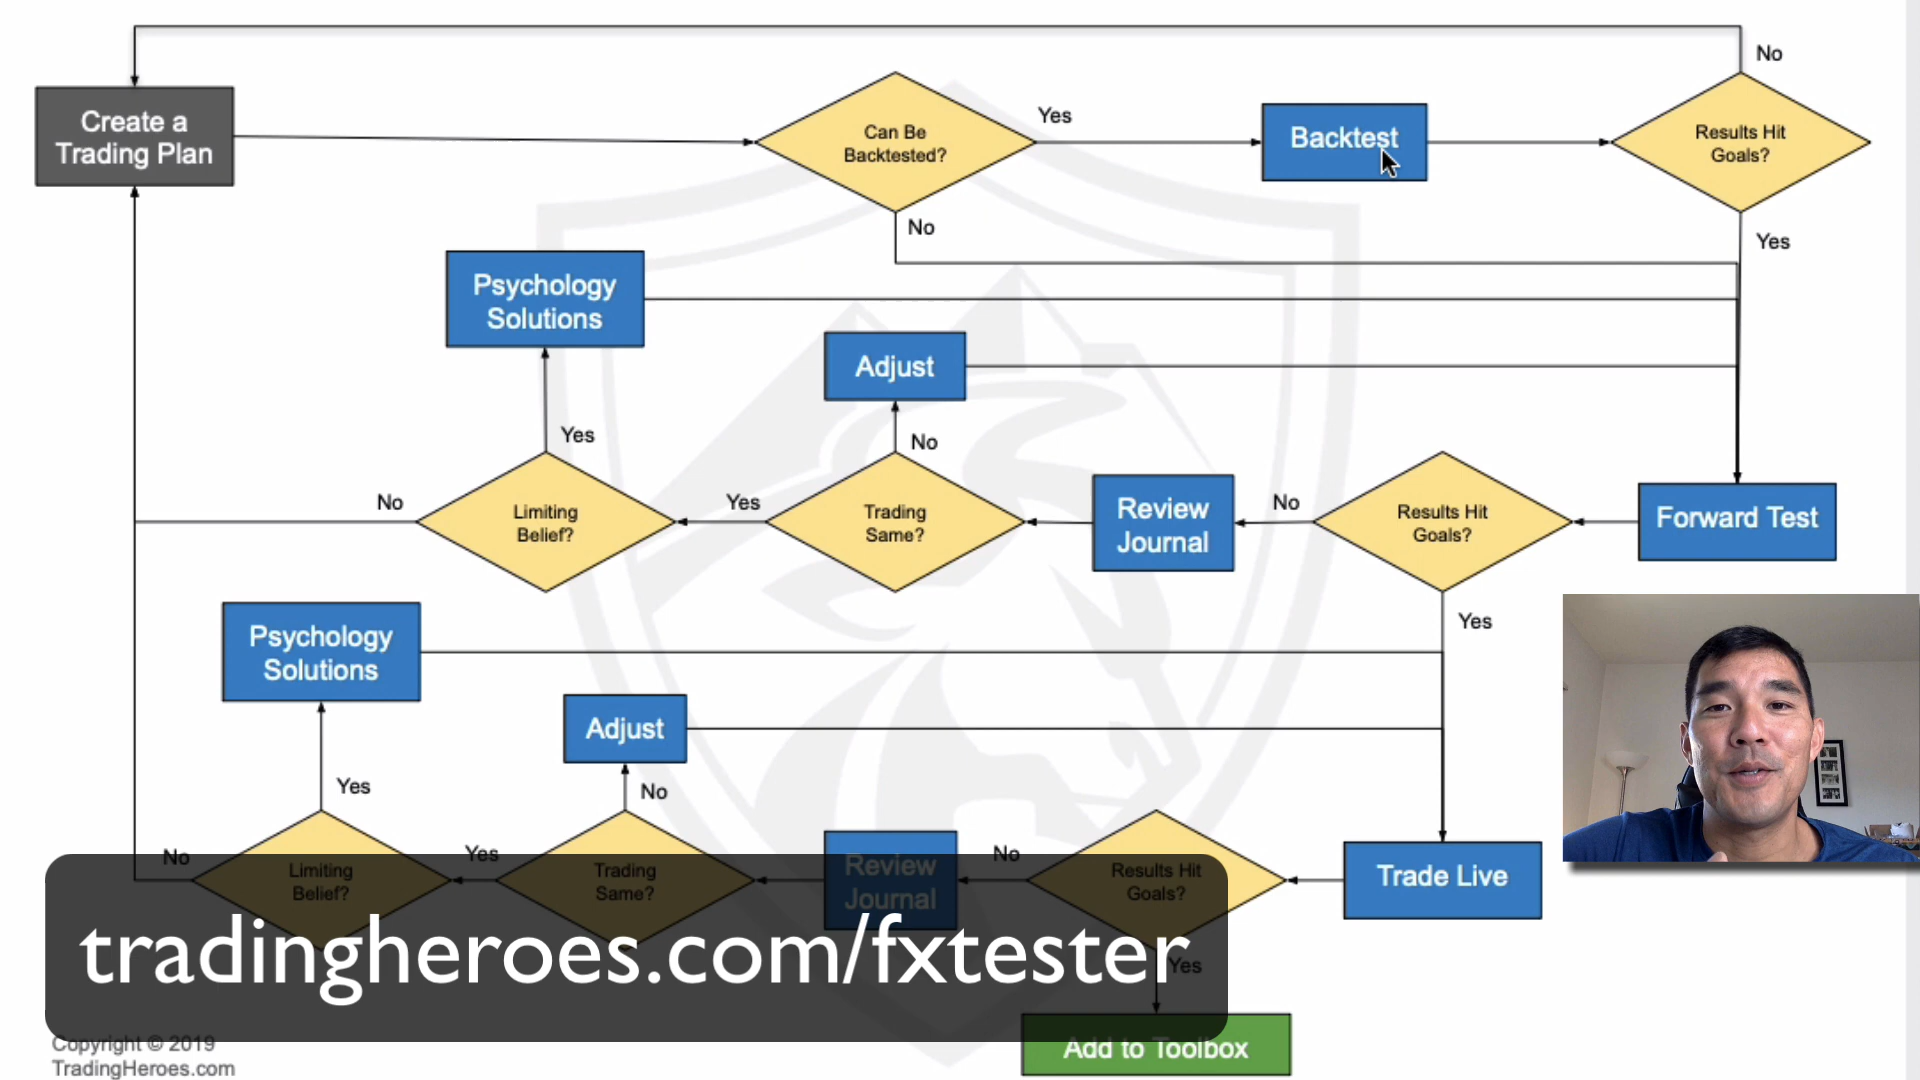 No
Create a
Trading Plan
Can Be
Backtested?
Yes
Backtest
Results Hit
Goals?
No
Yes
Psychology
Solutions
Adjust
Yes
No
No
Limiting
Belief?
Yes
Trading
Same?
Review
Journal
No
Results Hit
Goals?
Forward Test
Yes
Psychology
Solutions
Adjust
Yes
No
No
Limiting
Belief?
Yes
Trading
Same?
Review
Journal
No
Results Hit
Goals?
Trade Live
tradingheroes.com/fxtester
Yes
Add to Toolbox
Copyright © 2019
TradingHeroes.com